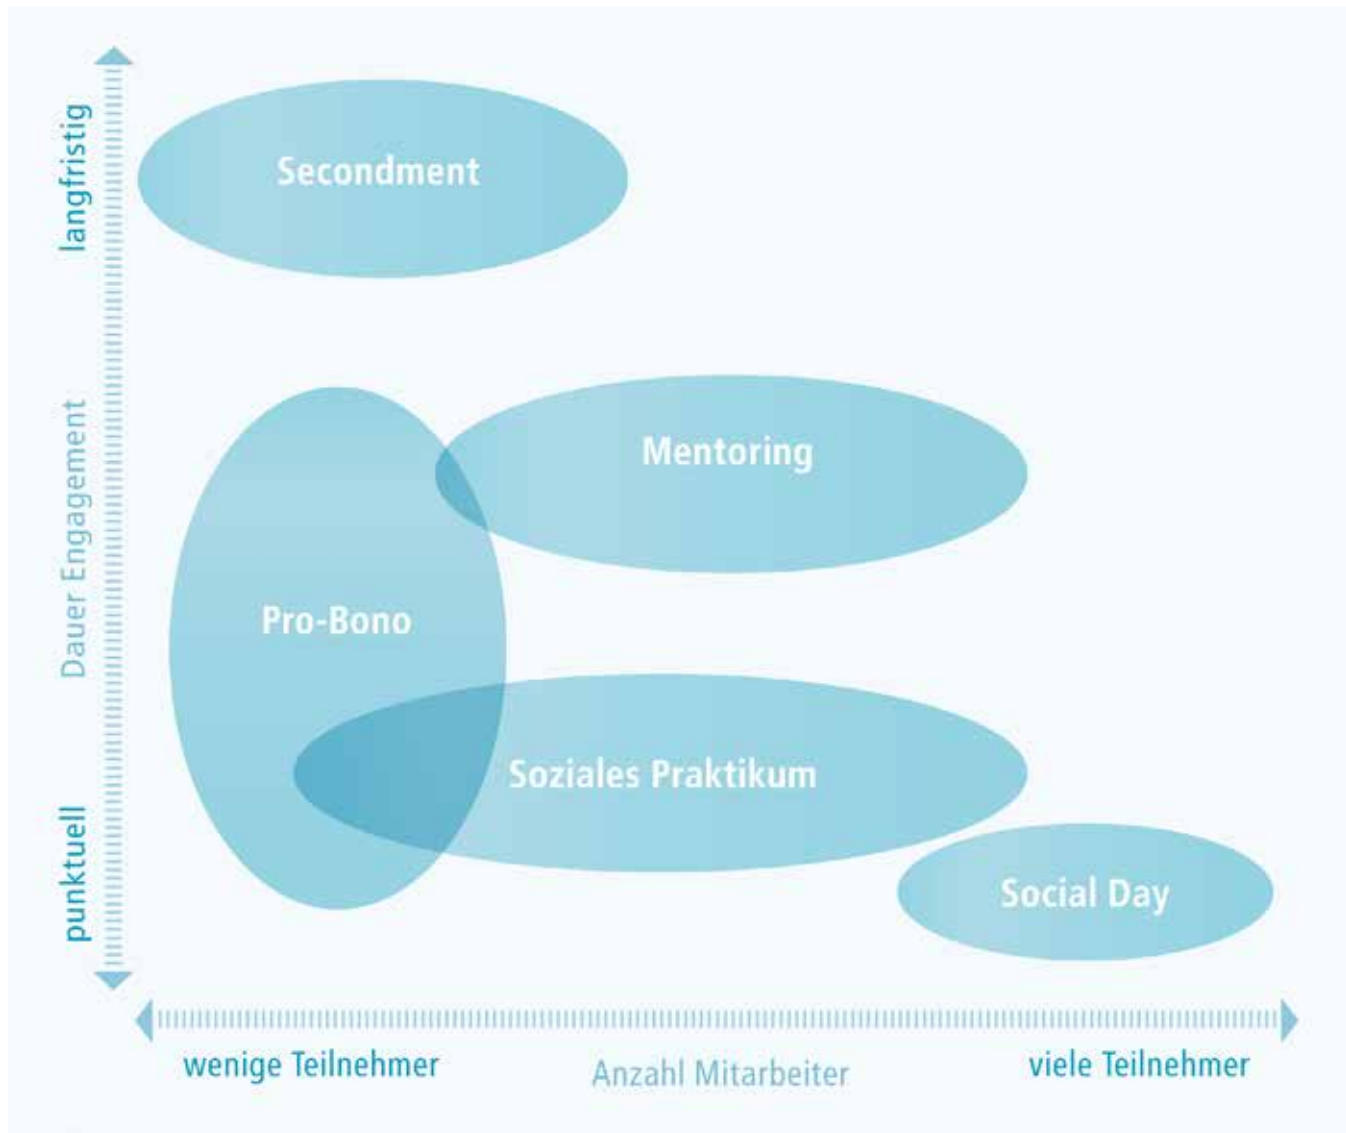 langfristig
Secondment
Dauer Engagement
Mentoring
Pro-Bono
Soziales Praktikum
punktuell
Social Day
wenige Teilnehmer
Anzahl Mitarbeiter
viele Teilnehmer